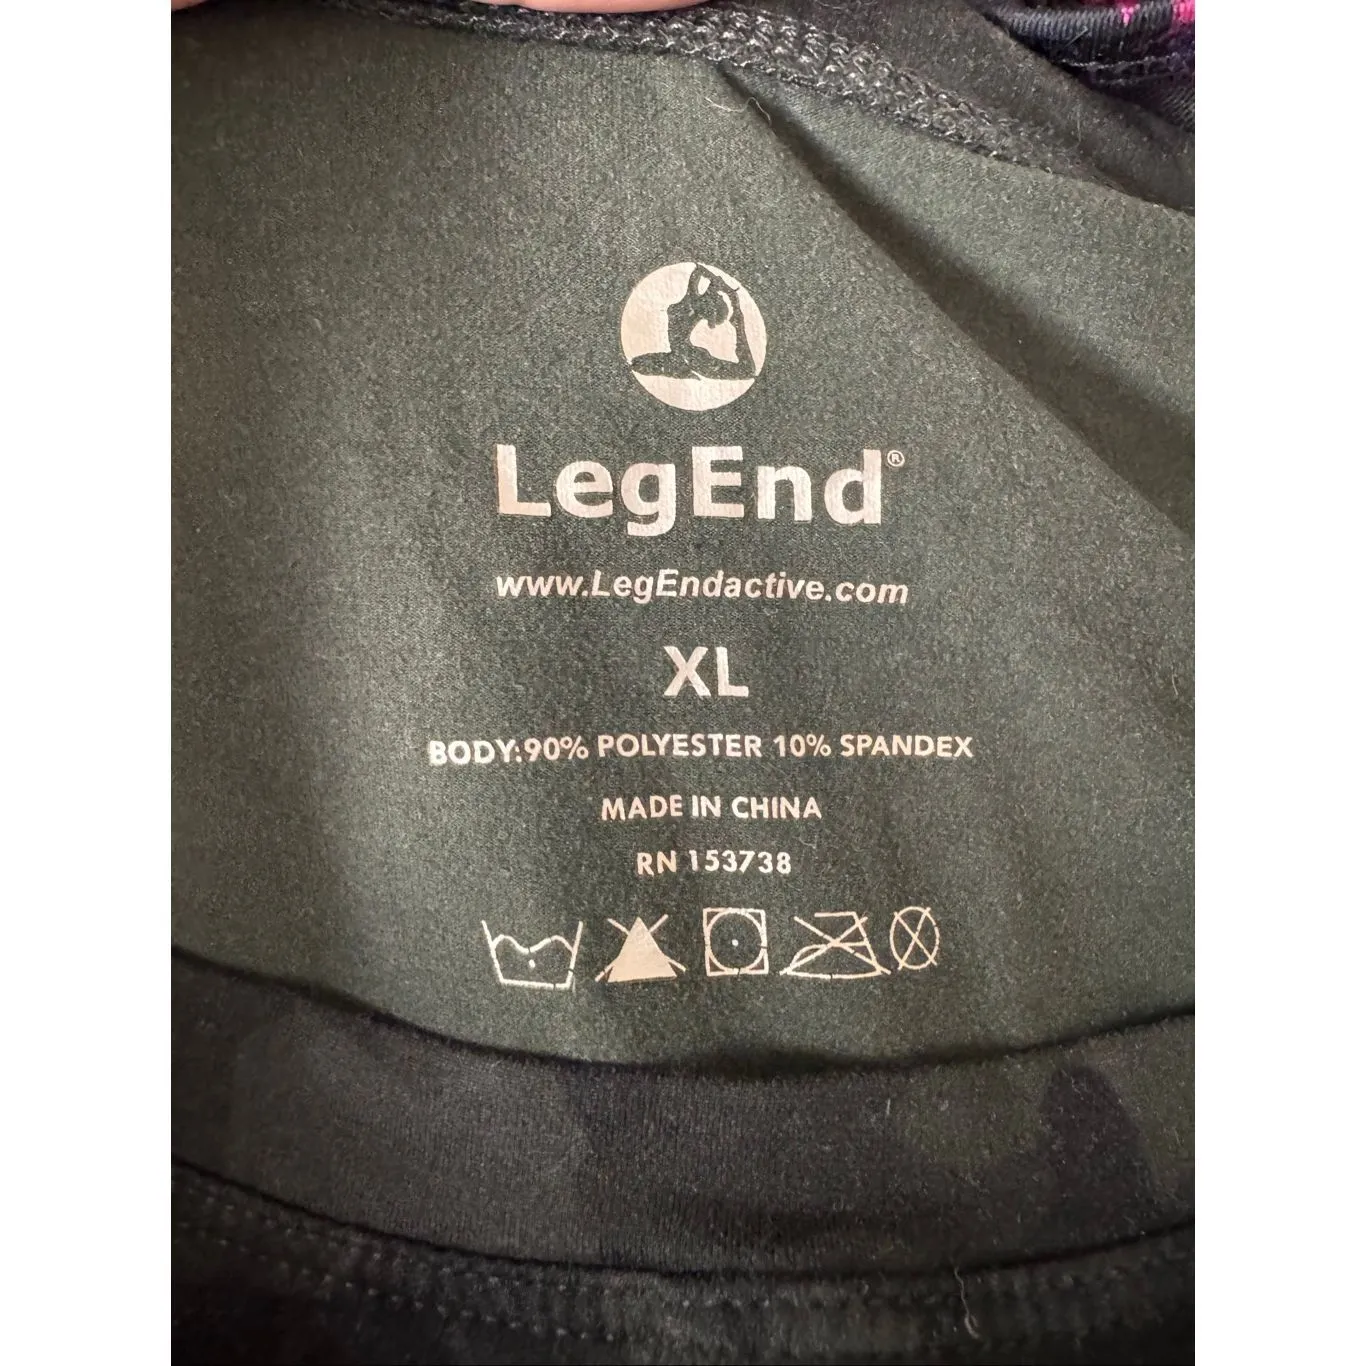 LegEnd®
www.LegEndactive.com
XL
BODY:90% POLYESTER 10% SPANDEX
MADE IN CHINA
RN 153738